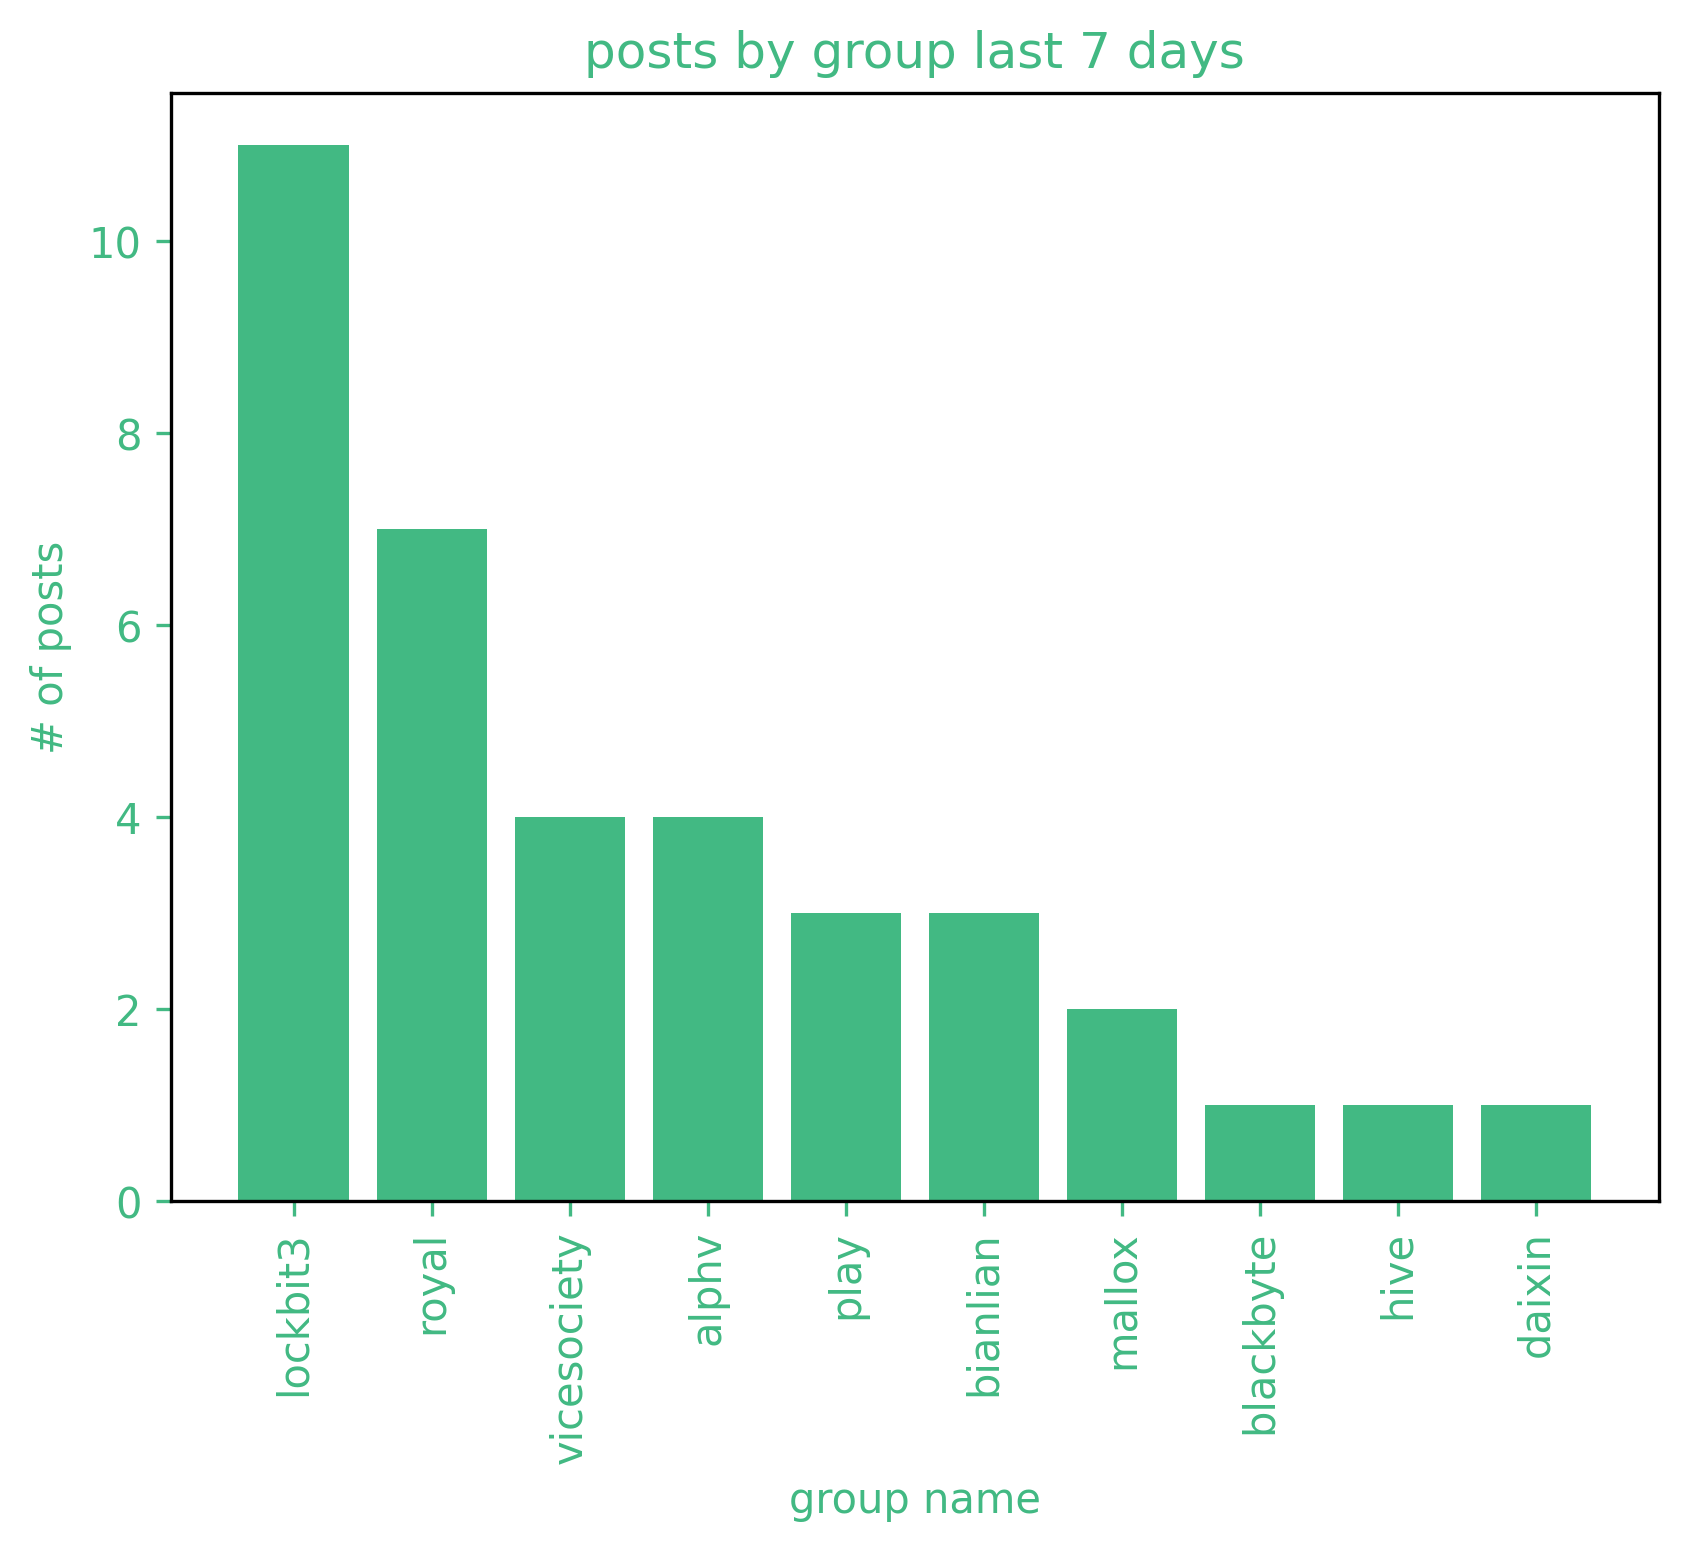 posts by group last 7 days
# of posts
10
8
6
4
2
0
lockbit3
royal
vicesociety
alphv
play
bianlian
mallox
blackbyte
hive
daixin
group name